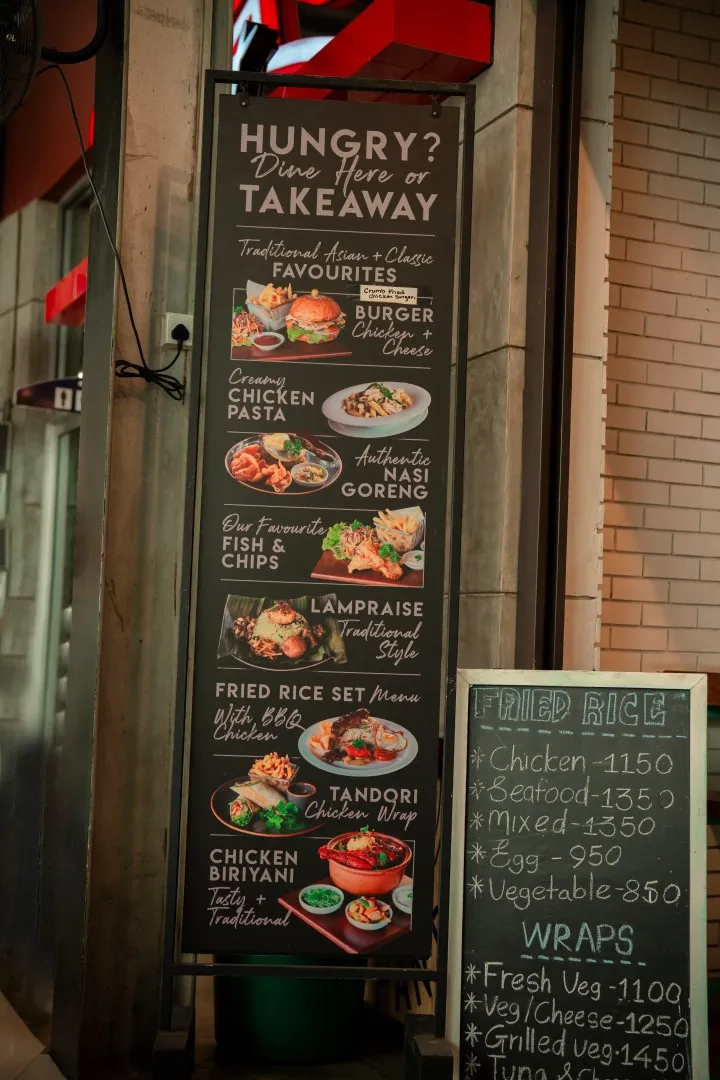 HUNGRY?
Dine Here or
TAKEAWAY
Traditional Asian + Classic
FAVOURITES
Crumb Fried
chicken Burger.
BURGER
Chicken +
Cheese
Creamy
CHICKEN
PASTA
Authentic
NASI
GORENG
Our Favourite
FISH &
CHIPS
LAMPRAISE
Traditional
Style
FRIED RICE SET Menu
With BBQ
Chicken
TANDORI
Chicken Wrap
CHICKEN
BIRIYANI
Tasty +
Traditional
FRIED RICE
* Chicken - 1150
* Seafood - 1350
* Mixed - 1350
* Egg - 950
* Vegetable - 850
WRAPS
* Fresh Veg - 1100
* Veg/Cheese - 1250
* Grilled veg - 1450
* Tuna &